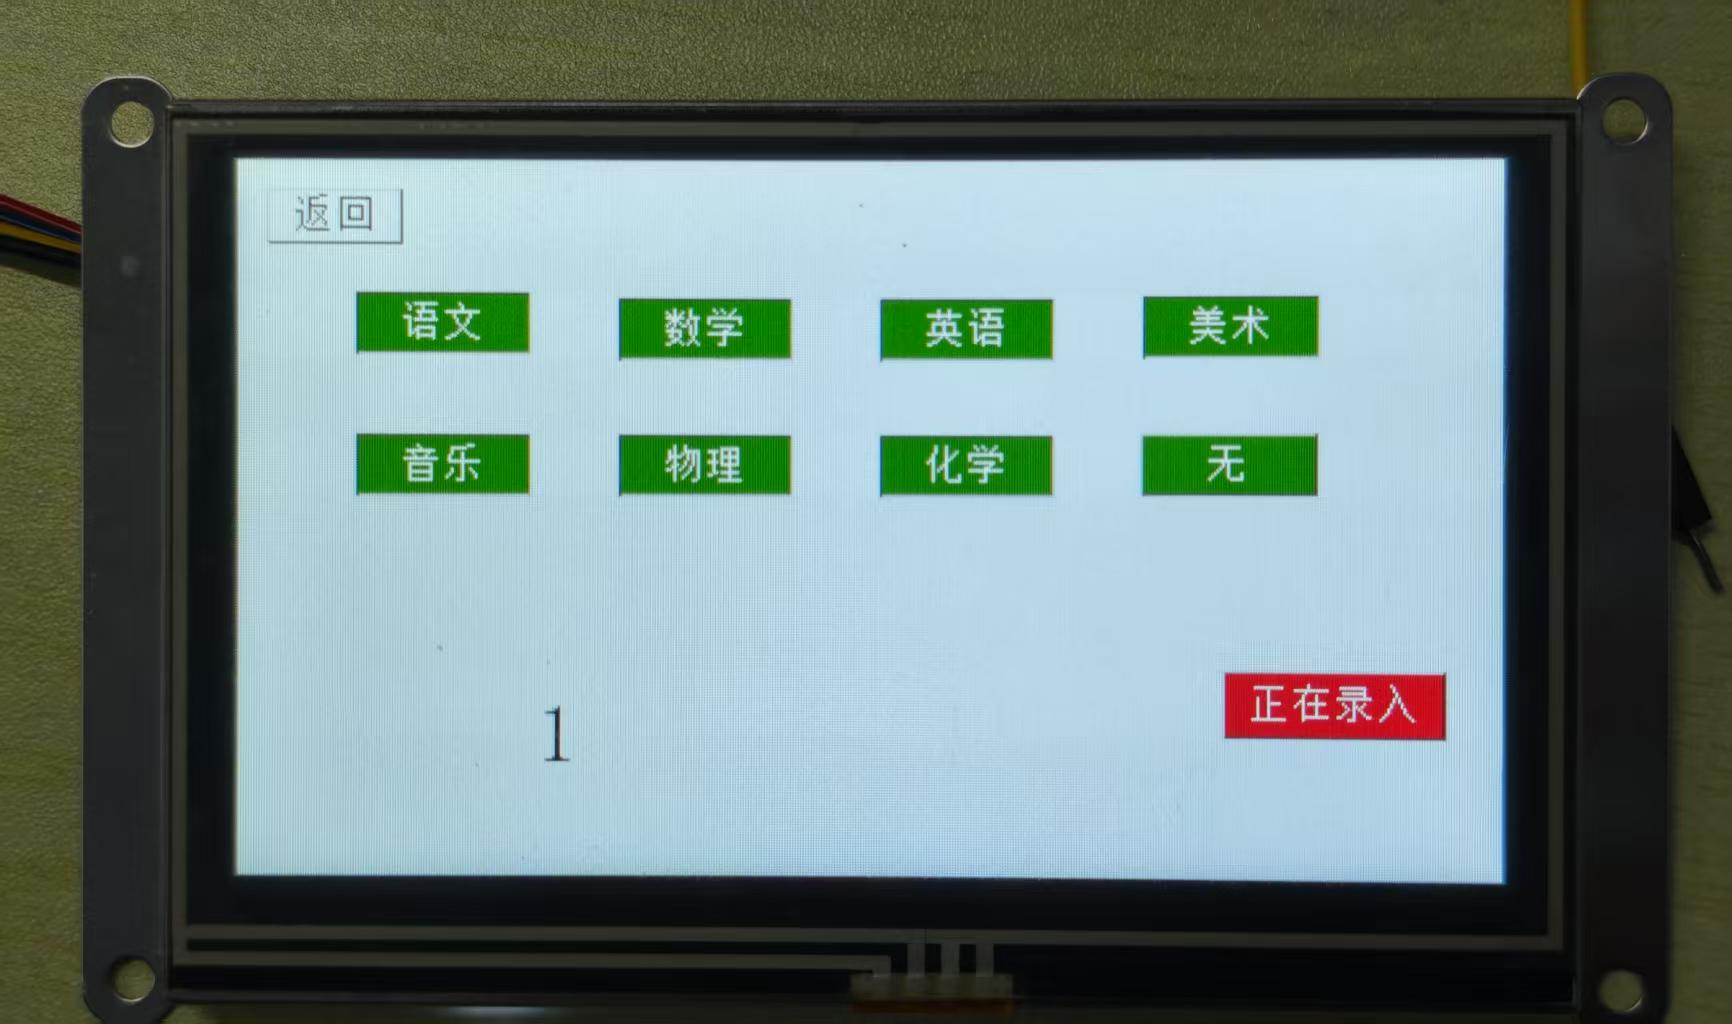 返回
语文 数学 英语 美术
音乐 物理 化学 无
正在录入
1